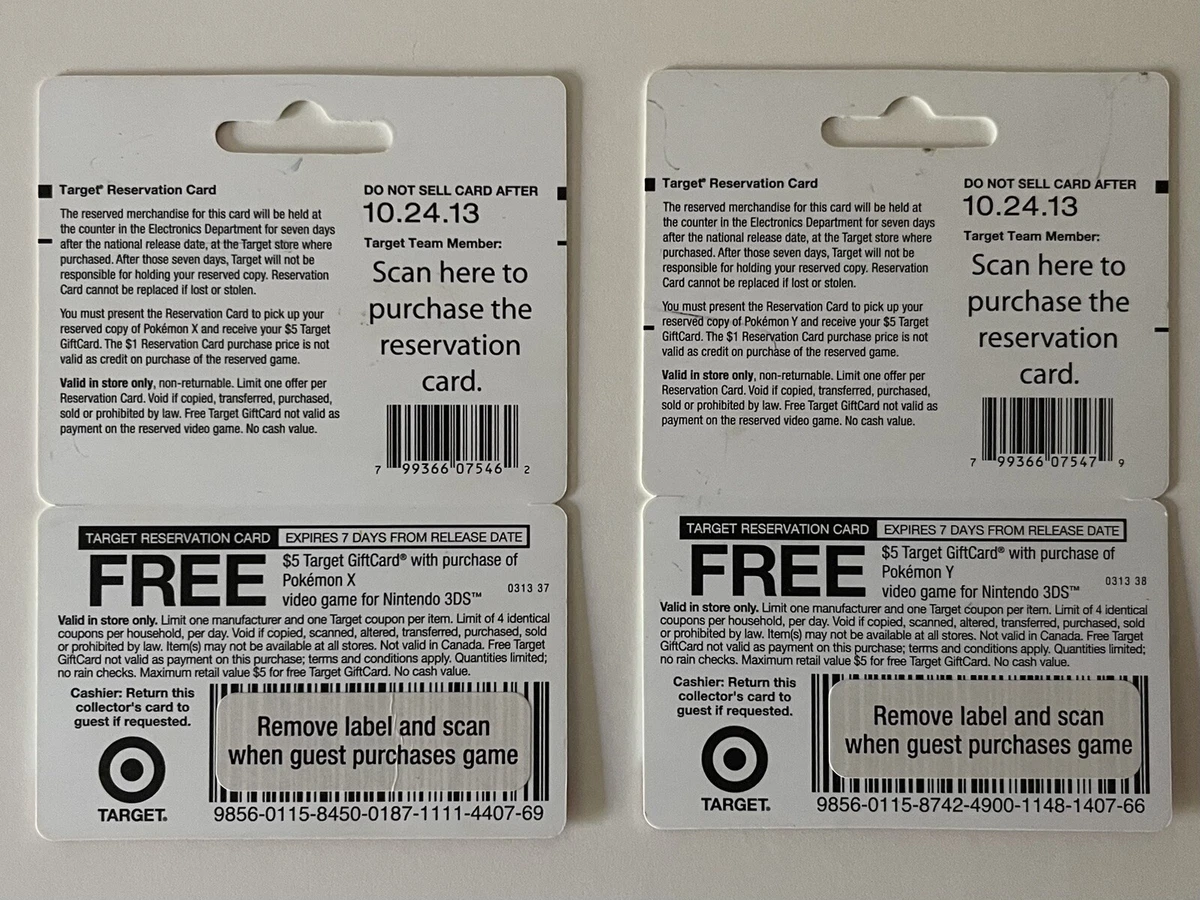 Target® Reservation Card
The reserved merchandise for this card will be held at
the counter in the Electronics Department for seven days
after the national release date, at the Target store where
purchased. After those seven days, Target will not be
responsible for holding your reserved copy. Reservation
Card cannot be replaced if lost or stolen.
You must present the Reservation Card to pick up your
reserved copy of Pokémon X and receive your $5 Target
GiftCard. The $1 Reservation Card purchase price is not
valid as credit on purchase of the reserved game.
Valid in store only, non-returnable. Limit one offer per
Reservation Card. Void if copied, transferred, purchased,
sold or prohibited by law. Free Target GiftCard not valid as
payment on the reserved video game. No cash value.
DO NOT SELL CARD AFTER
10.24.13
Target Team Member:
Scan here to
purchase the
reservation
card.
7 99366 07546 2
TARGET RESERVATION CARD EXPIRES 7 DAYS FROM RELEASE DATE
FREE
$5 Target GiftCard® with purchase of
Pokémon X
video game for Nintendo 3DS™
0313 37
Valid in store only. Limit one manufacturer and one Target coupon per item. Limit of 4 identical
coupons per household, per day. Void if copied, scanned, altered, transferred, purchased, sold
or prohibited by law. Item(s) may not be available at all stores. Not valid in Canada. Free Target
GiftCard not valid as payment on this purchase; terms and conditions apply. Quantities limited;
no rain checks. Maximum retail value $5 for free Target GiftCard. No cash value.
Cashier: Return this
collector's card to
guest if requested.
TARGET®
Remove label and scan
when guest purchases game
9856-0115-8450-0187-1111-4407-69
Target® Reservation Card
The reserved merchandise for this card will be held at
the counter in the Electronics Department for seven days
after the national release date, at the Target store where
purchased. After those seven days, Target will not be
responsible for holding your reserved copy. Reservation
Card cannot be replaced if lost or stolen.
You must present the Reservation Card to pick up your
reserved copy of Pokémon Y and receive your $5 Target
GiftCard. The $1 Reservation Card purchase price is not
valid as credit on purchase of the reserved game.
Valid in store only, non-returnable. Limit one offer per
Reservation Card. Void if copied, transferred, purchased,
sold or prohibited by law. Free Target GiftCard not valid as
payment on the reserved video game. No cash value.
DO NOT SELL CARD AFTER
10.24.13
Target Team Member:
Scan here to
purchase the
reservation
card.
7 99366 07547 9
TARGET RESERVATION CARD EXPIRES 7 DAYS FROM RELEASE DATE
FREE
$5 Target GiftCard® with purchase of
Pokémon Y
video game for Nintendo 3DS™
0313 38
Valid in store only. Limit one manufacturer and one Target coupon per item. Limit of 4 identical
coupons per household, per day. Void if copied, scanned, altered, transferred, purchased, sold
or prohibited by law. Item(s) may not be available at all stores. Not valid in Canada. Free Target
GiftCard not valid as payment on this purchase; terms and conditions apply. Quantities limited;
no rain checks. Maximum retail value $5 for free Target GiftCard. No cash value.
Cashier: Return this
collector's card to
guest if requested.
TARGET®
Remove label and scan
when guest purchases game
9856-0115-8742-4900-1148-1407-66